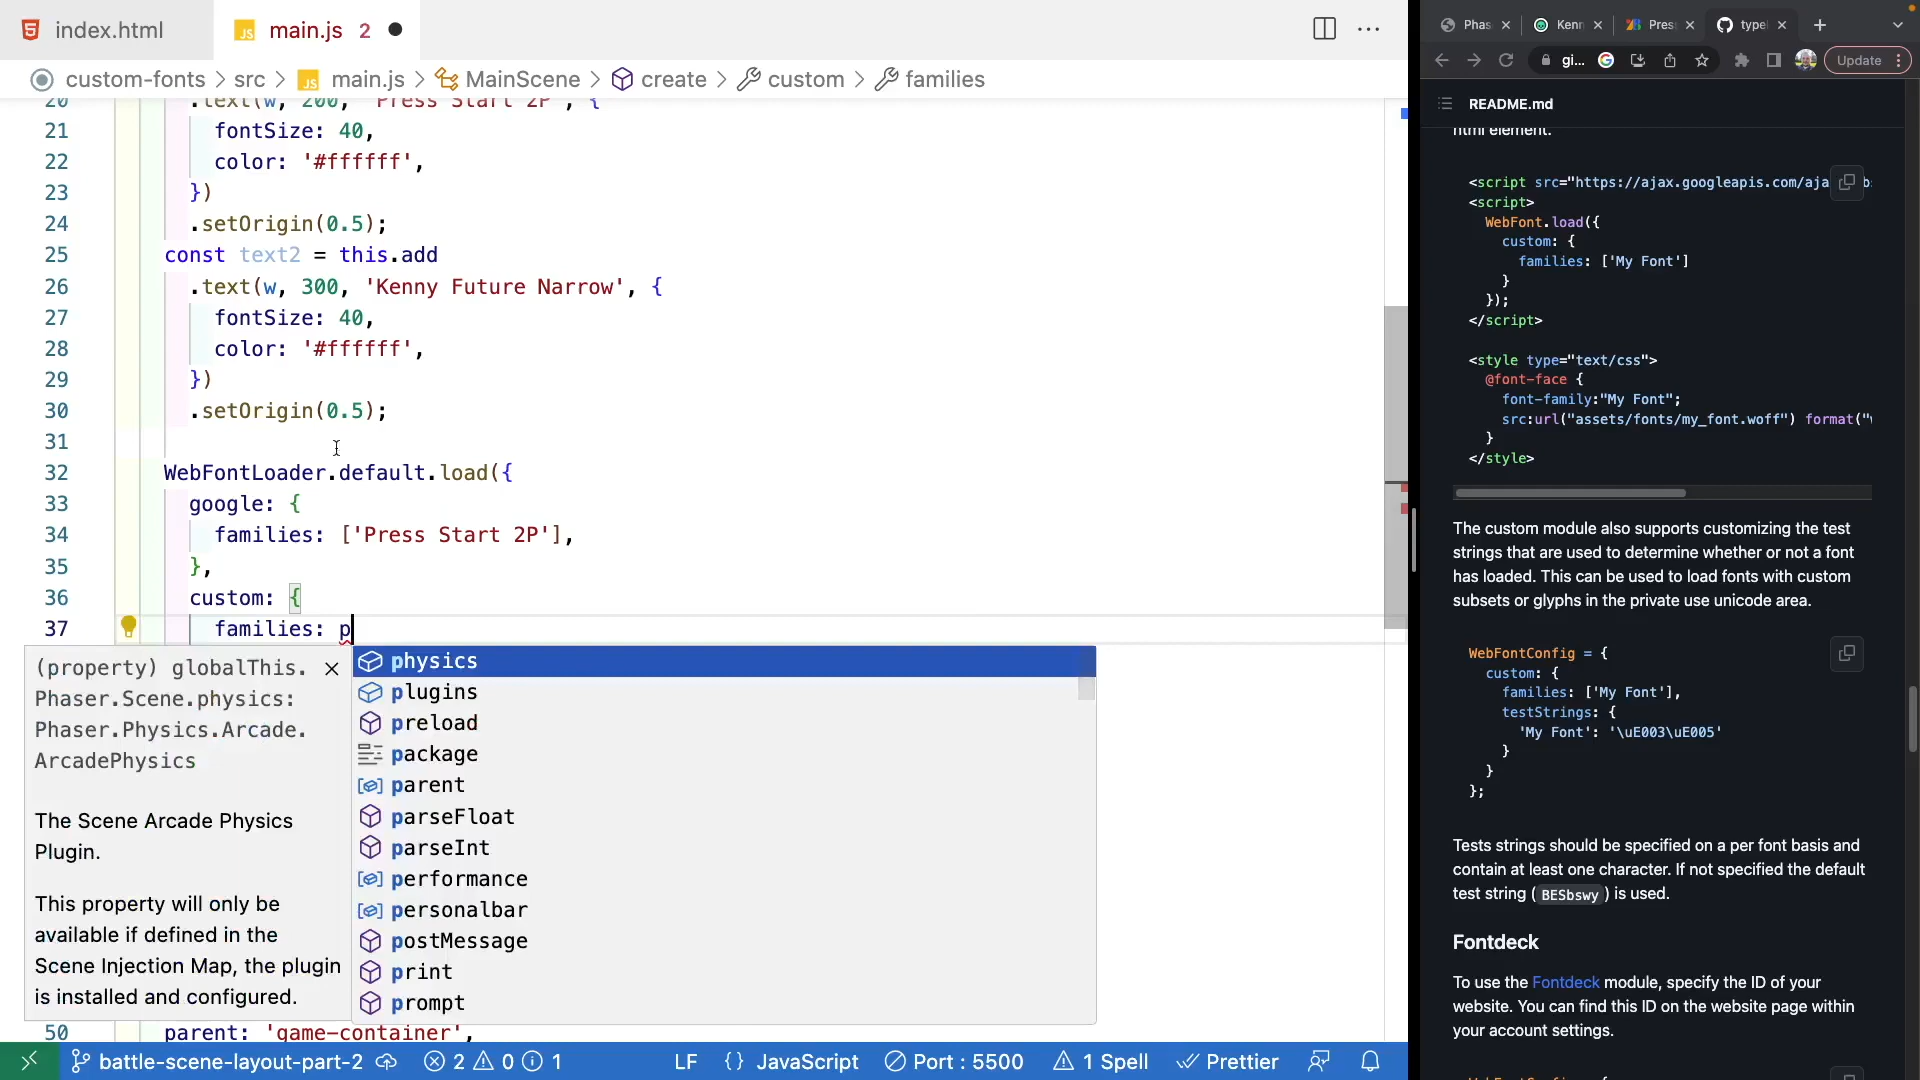 index.html
main.js 2
custom-fonts > src > main.js > MainScene > create > custom > families
20 .text(w, 200, 'Press Start 2P', {
21 fontSize: 40,
22 color: '#ffffff',
23 })
24 .setOrigin(0.5);
25 const text2 = this.add
26 .text(w, 300, 'Kenny Future Narrow', {
27 fontSize: 40,
28 color: '#ffffff',
29 })
30 .setOrigin(0.5);
31
32 WebFontLoader.default.load({
33 google: {
34 families: ['Press Start 2P'],
35 },
36 custom: {
37 families: p
(property) globalThis.
Phaser.Scene.physics:
Phaser.Physics.Arcade.
ArcadePhysics
The Scene Arcade Physics
Plugin.
This property will only be
available if defined in the
Scene Injection Map, the plugin
is installed and configured.
physics
plugins
preload
package
parent
parseFloat
parseInt
performance
personalbar
postMessage
print
prompt
50 parent: 'game-container',
battle-scene-layout-part-2 2 0 1 LF {} JavaScript Port : 5500 1 Spell Prettier
Phas Kenn Pres type
gi... Update
README.md
html element.
<script src="https://ajax.googleapis.com/aja
<script>
WebFont.load({
custom: {
families: ['My Font']
}
});
</script>
<style type="text/css">
@font-face {
font-family:"My Font";
src:url("assets/fonts/my_font.woff") format("
}
</style>
The custom module also supports customizing the test
strings that are used to determine whether or not a font
has loaded. This can be used to load fonts with custom
subsets or glyphs in the private use unicode area.
WebFontConfig = {
custom: {
families: ['My Font'],
testStrings: {
'My Font': '\uE003\uE005'
}
}
};
Tests strings should be specified on a per font basis and
contain at least one character. If not specified the default
test string ( BESbswy ) is used.
Fontdeck
To use the Fontdeck module, specify the ID of your
website. You can find this ID on the website page within
your account settings.